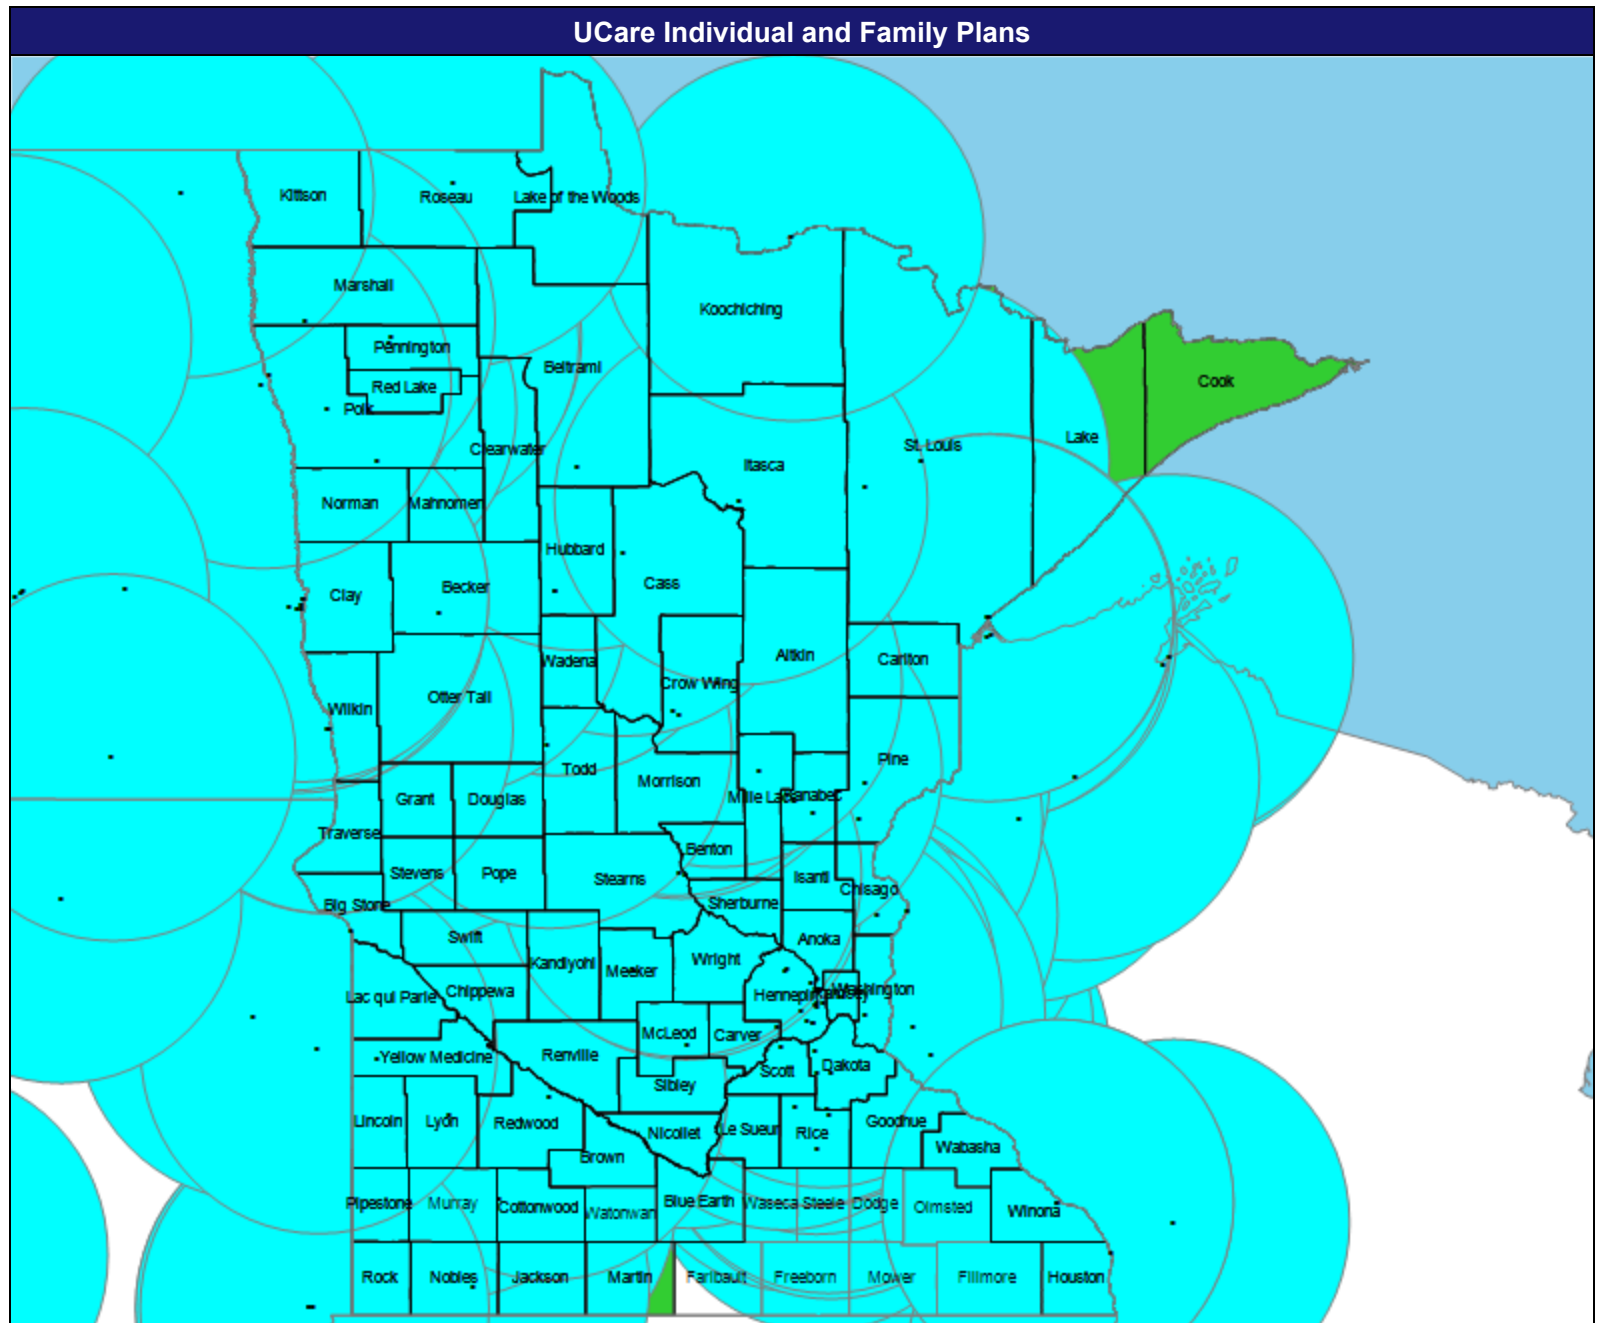 UCare Individual and Family Plans
Kittson
Roseau
Lake of the Woods
Marshall
Koochiching
Pennington
Beltrami
Red Lake
Cook
Polk
Lake
St. Louis
Clearwater
Itasca
Norman
Mahnomen
Hubbard
Cass
Becker
Clay
Aitkin
Carlton
Wadena
Crow Wing
Otter Tail
Wilkin
Pine
Todd
Morrison
Grant
Douglas
Mille Lacs
Kanabec
Traverse
Benton
Stevens
Pope
Stearns
Isanti
Chisago
Big Stone
Sherburne
Swift
Anoka
Kandiyohi
Meeker
Wright
Chippewa
Lac qui Parle
Hennepin
Washington
McLeod
Carver
Yellow Medicine
Renville
Dakota
Scott
Sibley
Lincoln
Lyon
Redwood
Goodhue
Le Sueur
Rice
Nicollet
Wabasha
Brown
Pipestone
Murray
Cottonwood
Watonwan
Blue Earth
Waseca
Steele
Dodge
Olmsted
Winona
Rock
Nobles
Jackson
Martin
Faribault
Freeborn
Mower
Fillmore
Houston